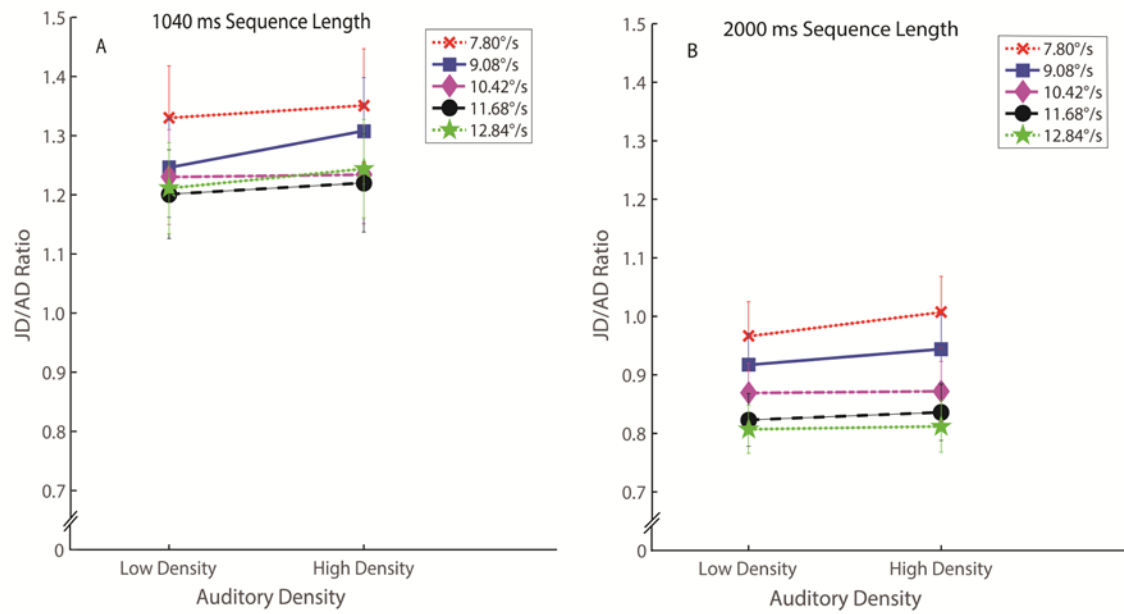 1040 ms Sequence Length
A
7.80°/s
9.08°/s
10.42°/s
11.68°/s
12.84°/s
1.5
1.4
1.3
1.2
1.1
1.0
0.9
0.8
0.7
0
JD/AD Ratio
Low Density
High Density
Auditory Density
2000 ms Sequence Length
B
7.80°/s
9.08°/s
10.42°/s
11.68°/s
12.84°/s
1.5
1.4
1.3
1.2
1.1
1.0
0.9
0.8
0.7
0
JD/AD Ratio
Low Density
High Density
Auditory Density